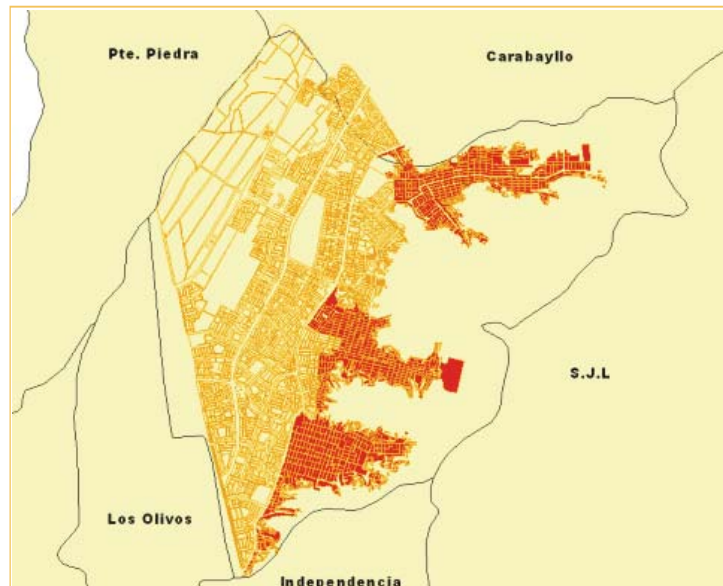 Pte. Piedra
Carabayllo
S.J.L
Los Olivos
Independencia